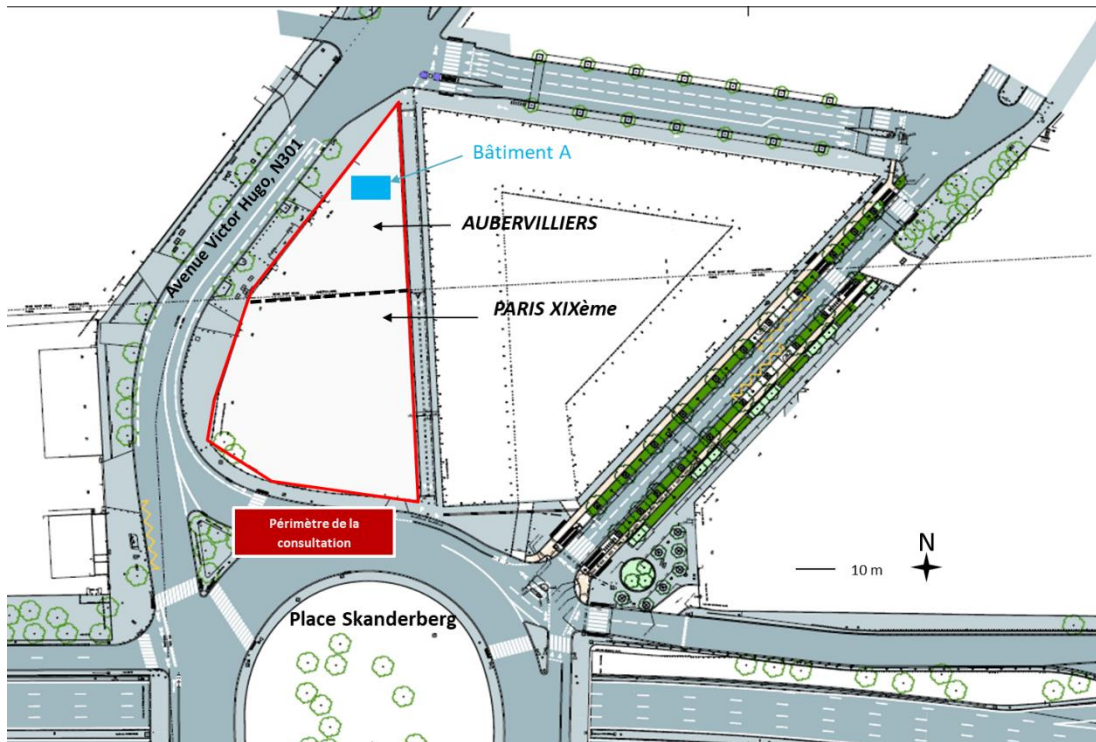 Bâtiment A
Avenue Victor Hugo, N301
AUBERVILLIERS
PARIS XIXème
Périmètre de la
consultation
N
10 m
Place Skanderberg